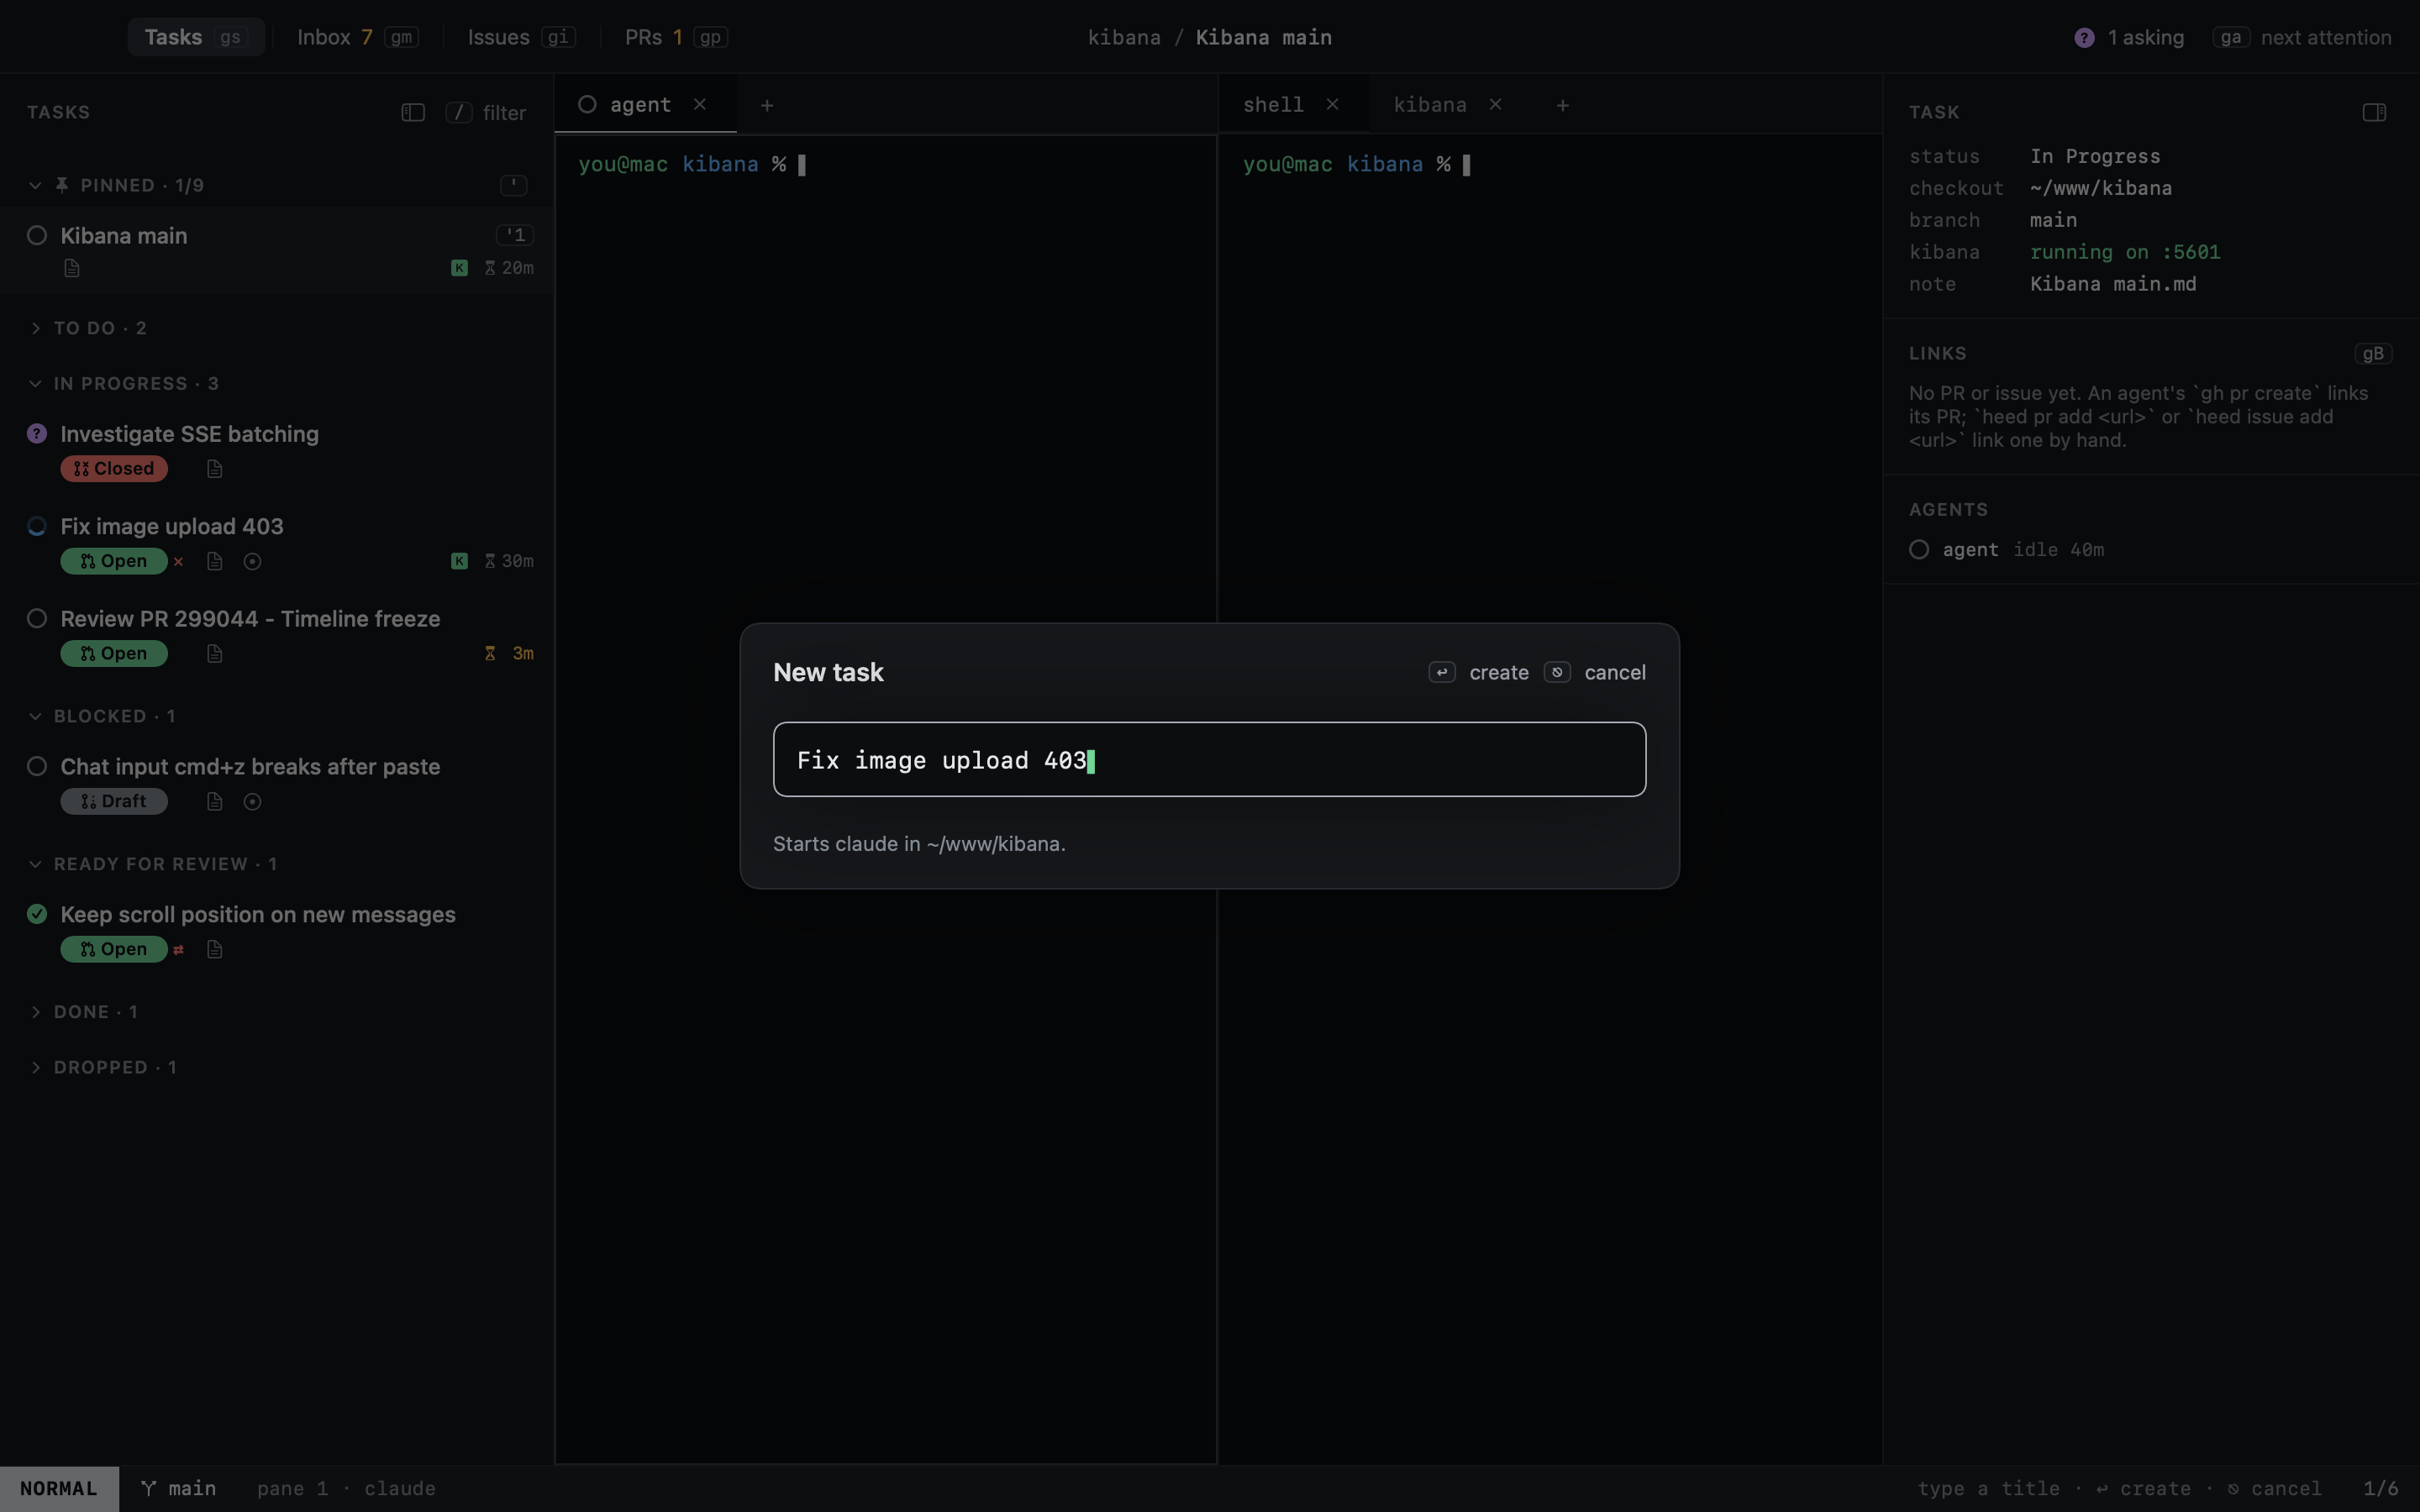 Tasks gs Inbox 7 gm Issues gi PRs 1 gp kibana / Kibana main ? 1 asking ga next attention
TASKS / filter
PINNED · 1/9 '
Kibana main '1
K 20m
TO DO · 2
IN PROGRESS · 3
? Investigate SSE batching
Closed
Fix image upload 403
Open × K 30m
Review PR 299044 - Timeline freeze
Open 3m
BLOCKED · 1
Chat input cmd+z breaks after paste
Draft
READY FOR REVIEW · 1
Keep scroll position on new messages
Open
DONE · 1
DROPPED · 1
agent × +
you@mac kibana %
shell × kibana × +
you@mac kibana %
New task ↩ create ⎋ cancel
Fix image upload 403
Starts claude in ~/www/kibana.
TASK
status In Progress
checkout ~/www/kibana
branch main
kibana running on :5601
note Kibana main.md
LINKS gB
No PR or issue yet. An agent's `gh pr create` links
its PR; `heed pr add <url>` or `heed issue add
<url>` link one by hand.
AGENTS
agent idle 40m
NORMAL main pane 1 · claude type a title · ↩ create · ⎋ cancel 1/6